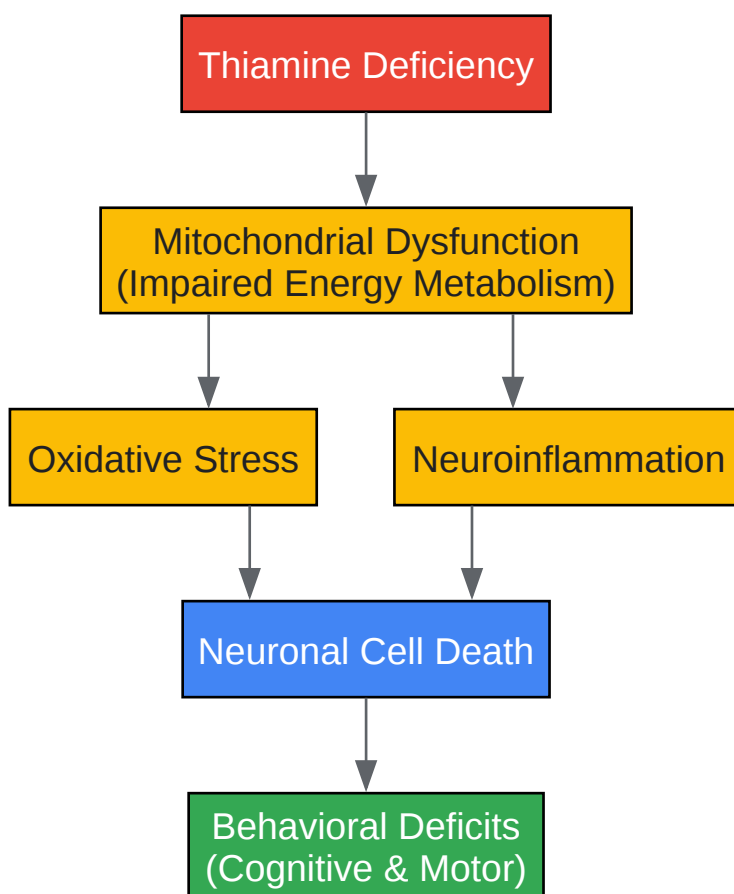 Thiamine Deficiency
Mitochondrial Dysfunction
(Impaired Energy Metabolism)
Oxidative Stress
Neuroinflammation
Neuronal Cell Death
Behavioral Deficits
(Cognitive & Motor)